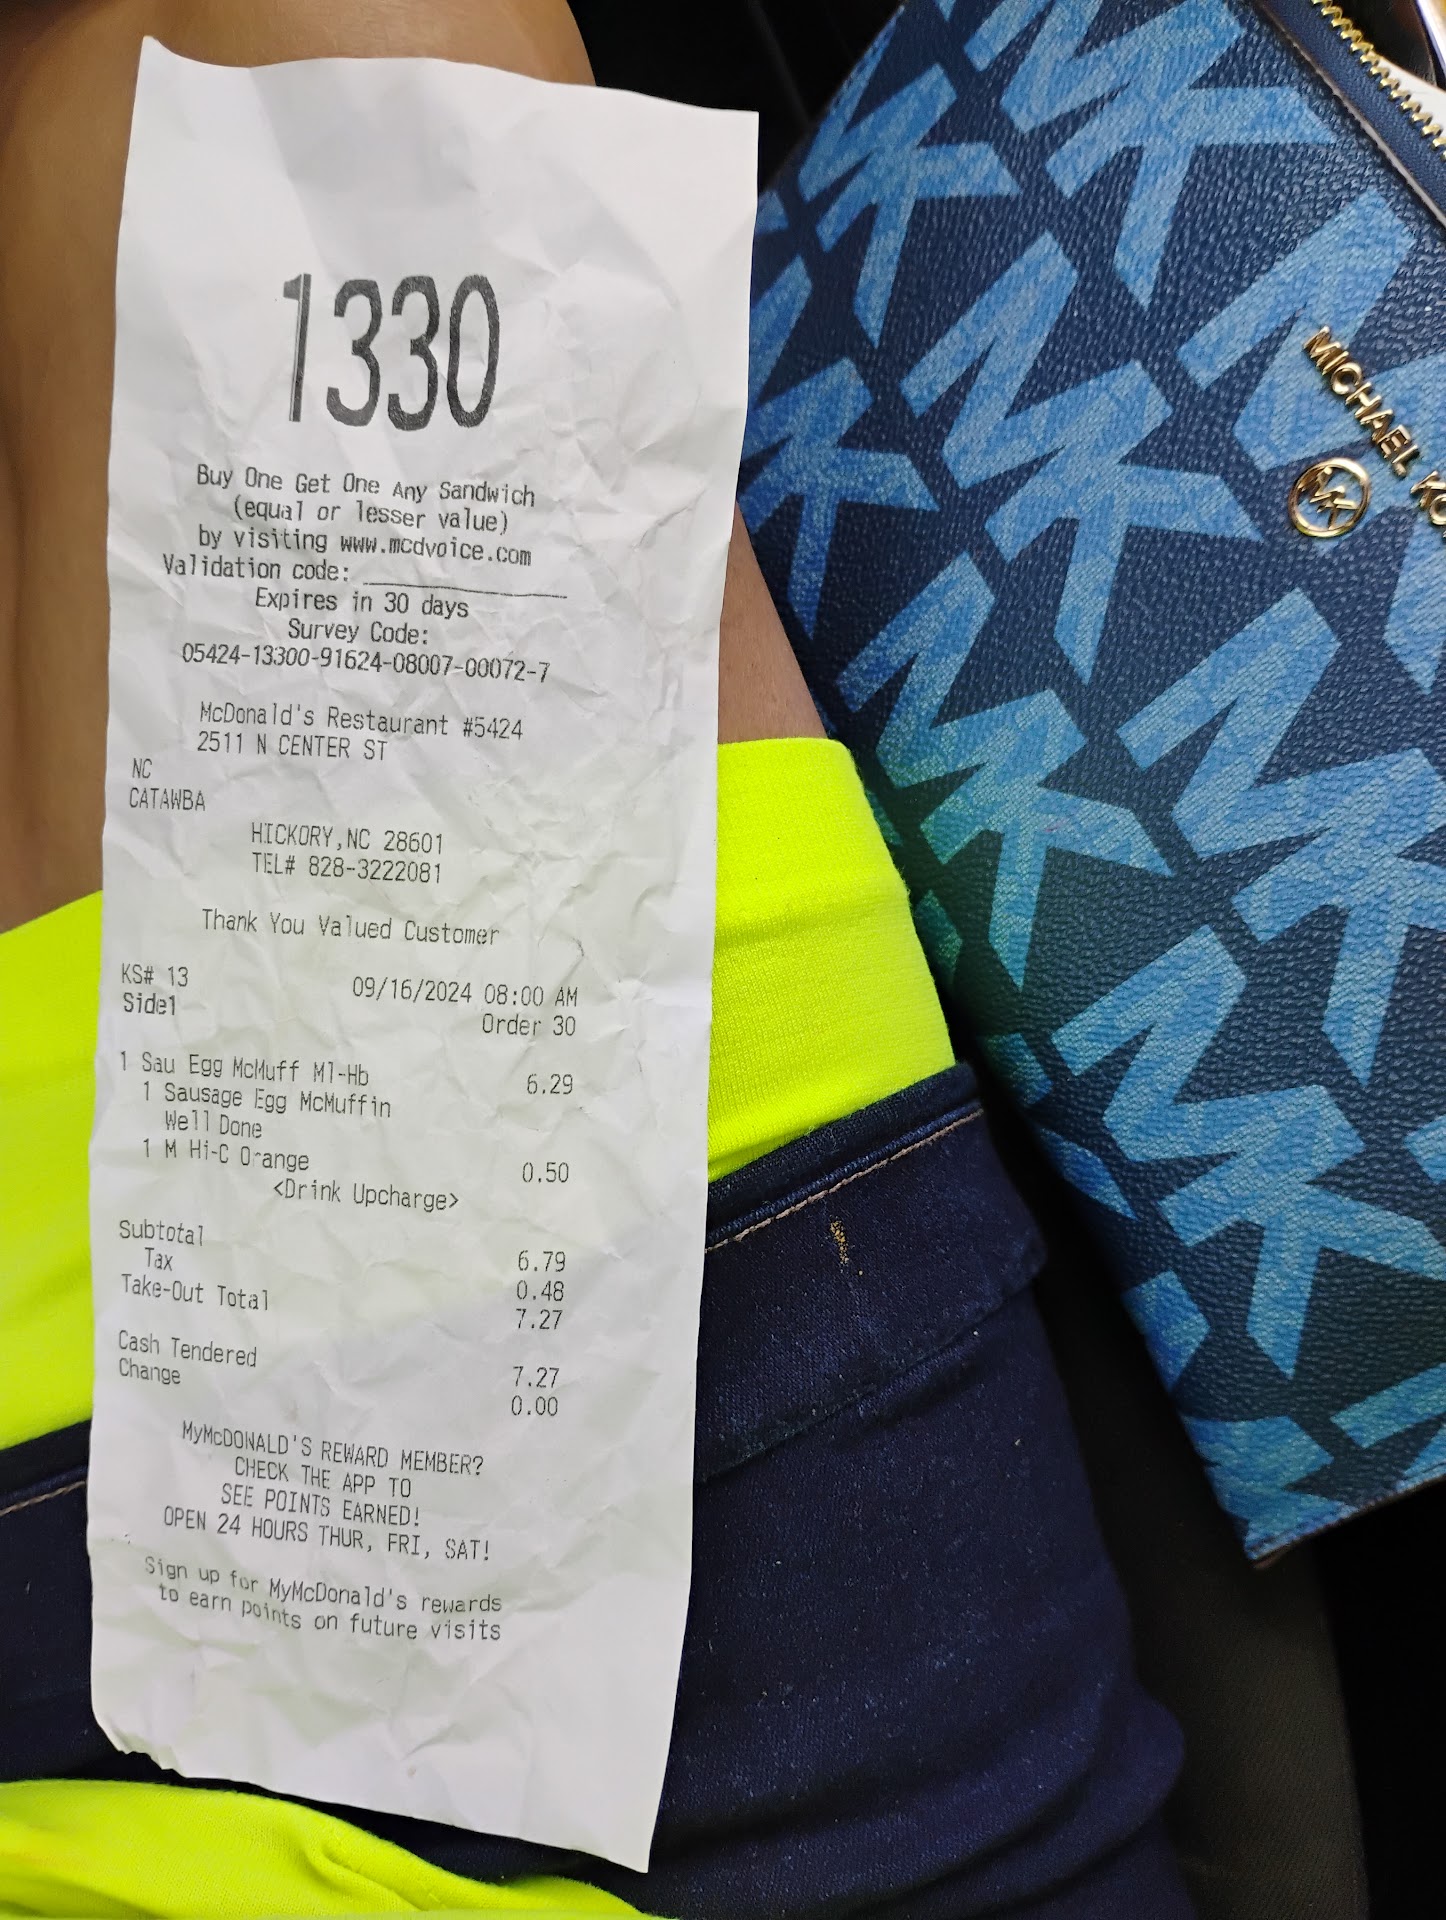 1330
Buy One Get One Any Sandwich
(equal or lesser value)
by visiting www.mcdvoice.com
Validation code: ____________
Expires in 30 days
Survey Code:
05424-13300-91624-08007-00072-7
McDonald's Restaurant #5424
2511 N CENTER ST
NC
CATAWBA
HICKORY,NC 28601
TEL# 828-3222081
Thank You Valued Customer
KS# 13 09/16/2024 08:00 AM
Side1 Order 30
1 Sau Egg McMuff Ml-Hb 6.29
1 Sausage Egg McMuffin
Well Done
1 M Hi-C Orange 0.50
<Drink Upcharge>
Subtotal 6.79
Tax 0.48
Take-Out Total 7.27
Cash Tendered 7.27
Change 0.00
MyMcDONALD'S REWARD MEMBER?
CHECK THE APP TO
SEE POINTS EARNED!
OPEN 24 HOURS THUR, FRI, SAT!
Sign up for MyMcDonald's rewards
to earn points on future visits
MICHAEL KO
MK